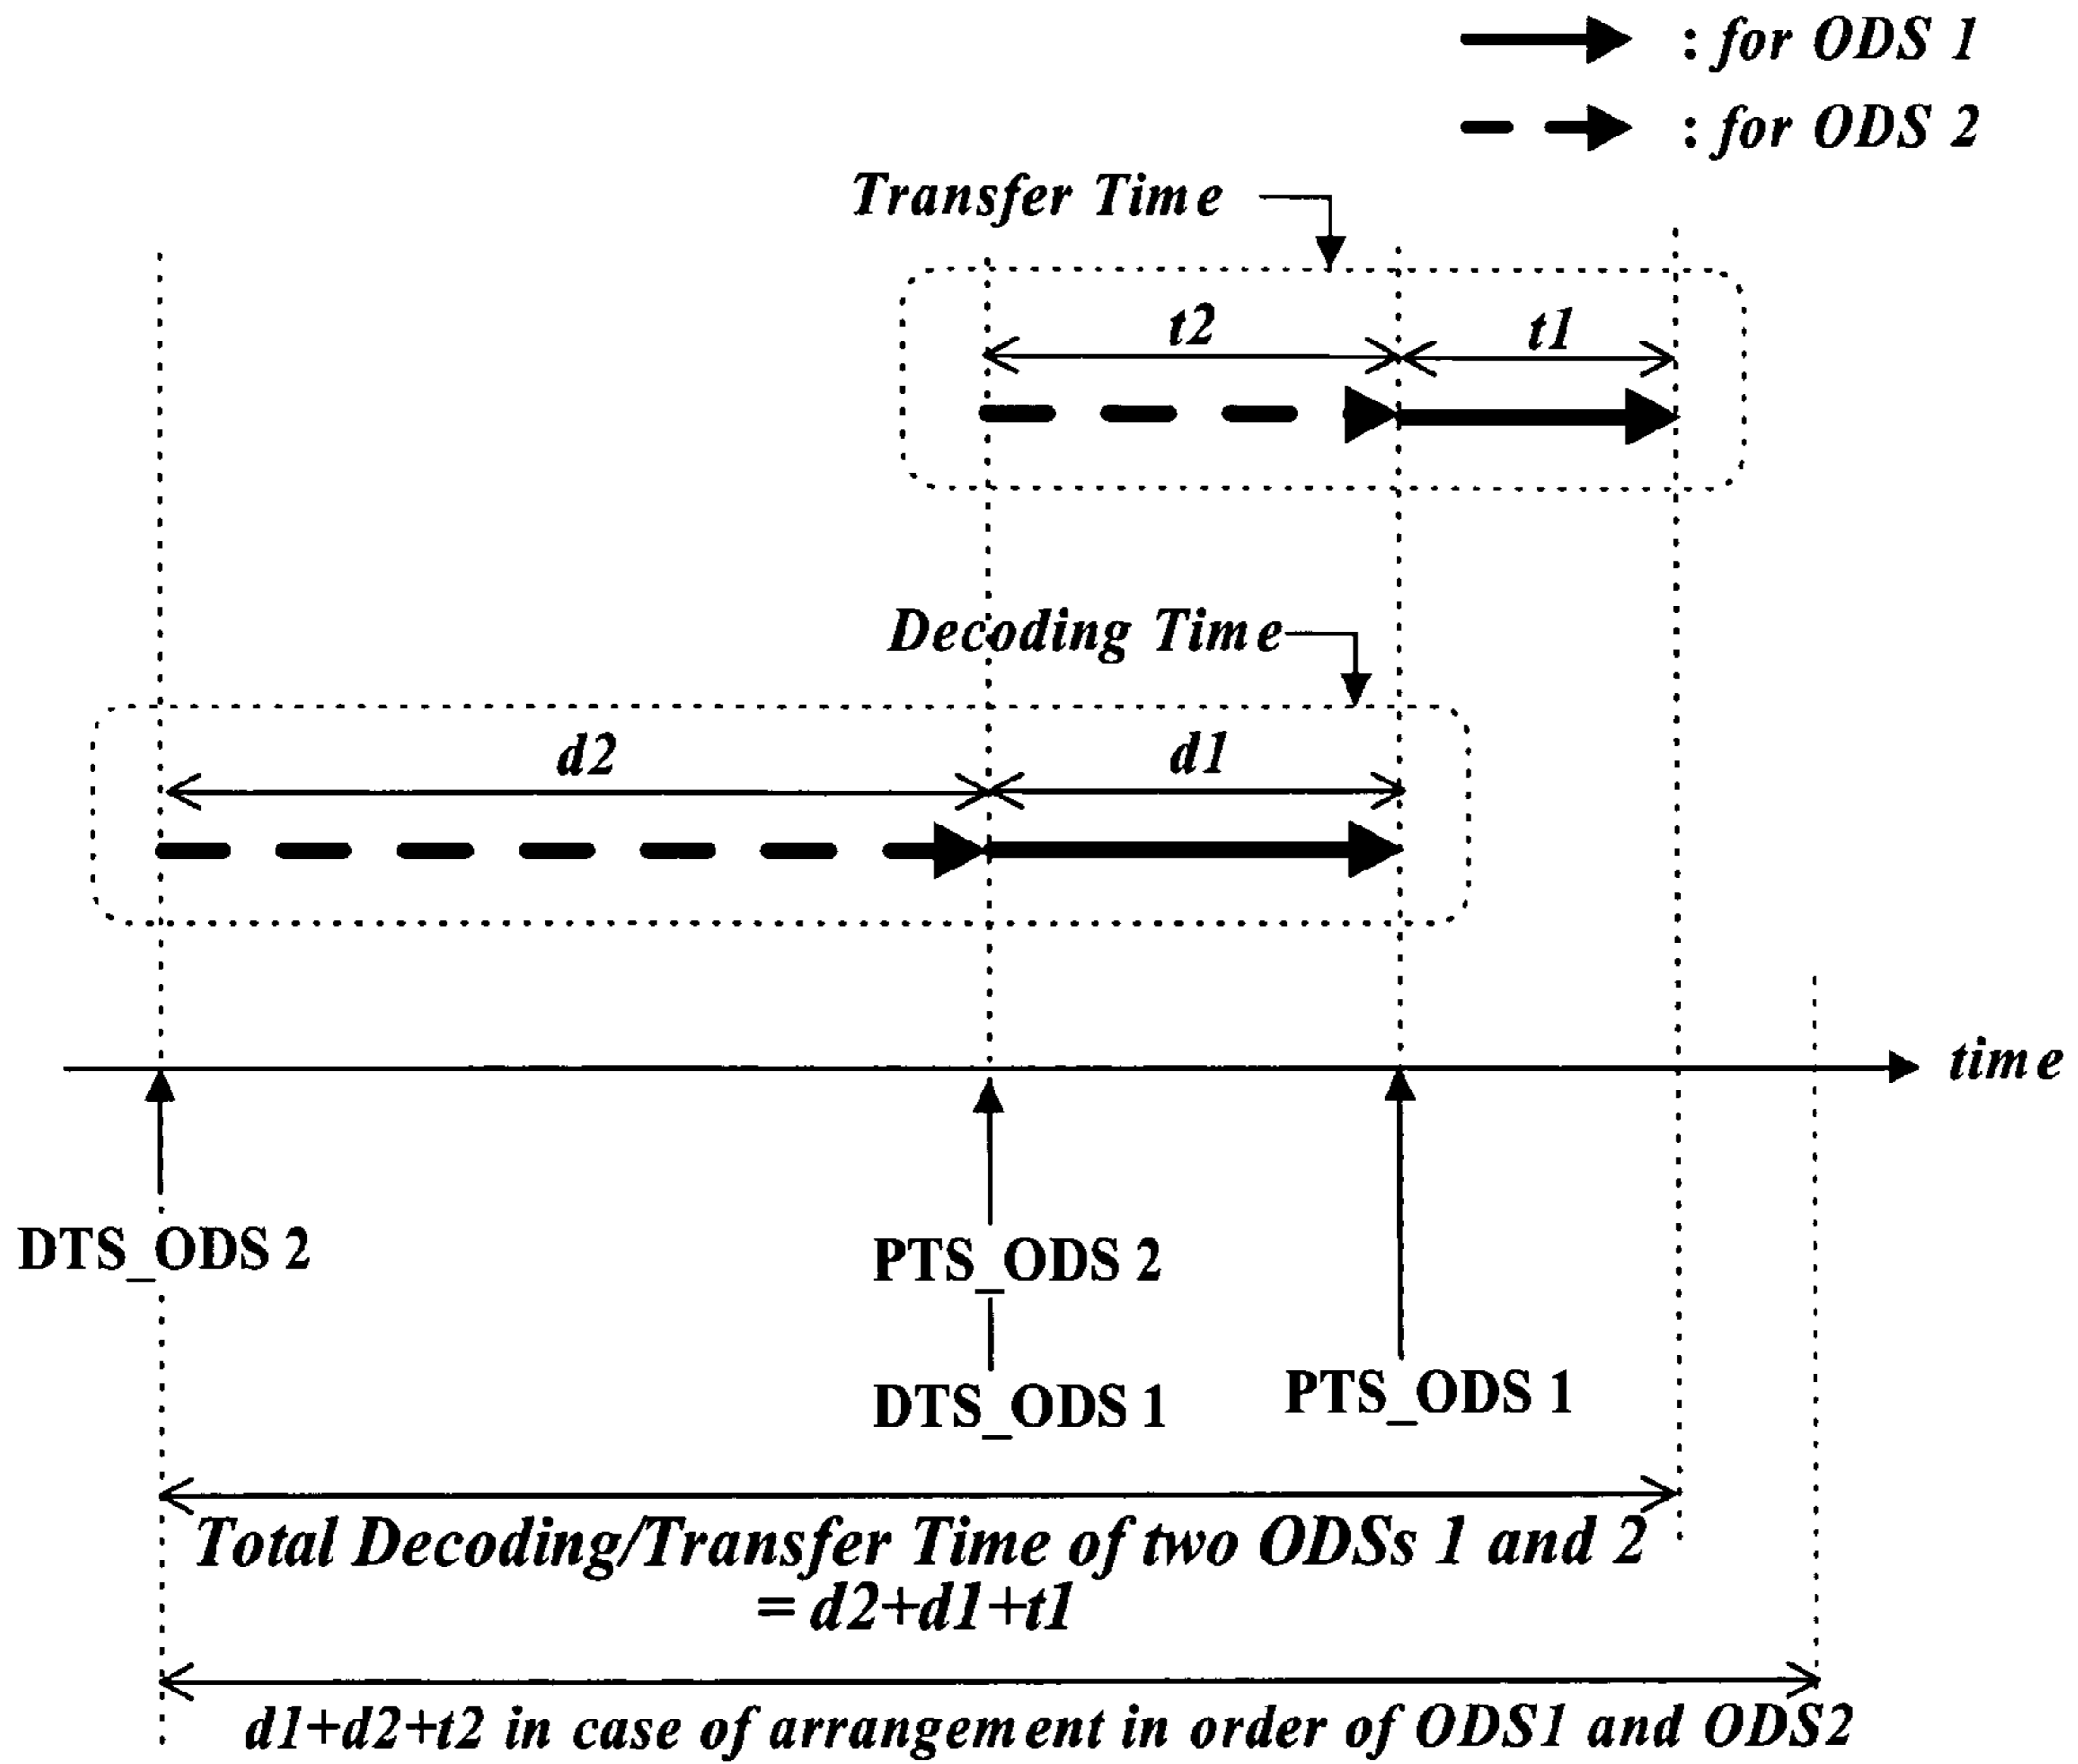 : for ODS 1
: for ODS 2
Transfer Time
t2
t1
Decoding Time
d2
d1
time
DTS_ODS 2
PTS_ODS 2
DTS_ODS 1
PTS_ODS 1
Total Decoding/Transfer Time of two ODSs 1 and 2
= d2+d1+t1
d1+d2+t2 in case of arrangement in order of ODS1 and ODS2